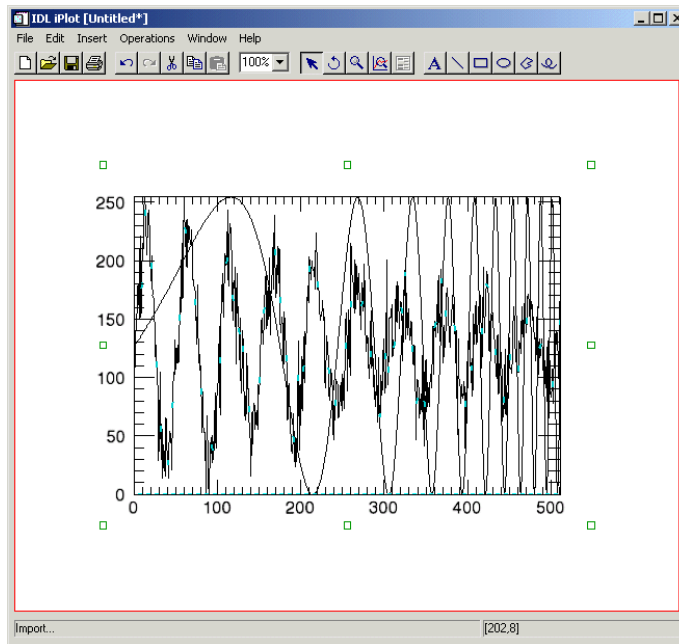 IDL iPlot [Untitled*]
File Edit Insert Operations Window Help
100%
A
250
200
150
100
50
0
0 100 200 300 400 500
Import... [202,8]